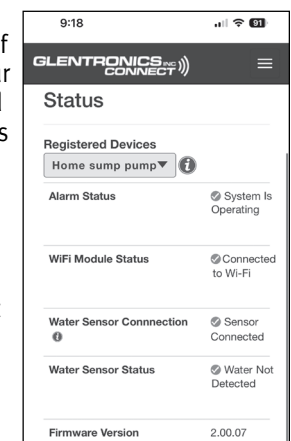 9:18
91
GLENTRONICS INC
CONNECT
Status
Registered Devices
Home sump pump
Alarm Status
System Is
Operating
WiFi Module Status
Connected
to Wi-Fi
Water Sensor Connnection
Sensor
Connected
Water Sensor Status
Water Not
Detected
Firmware Version
2.00.07